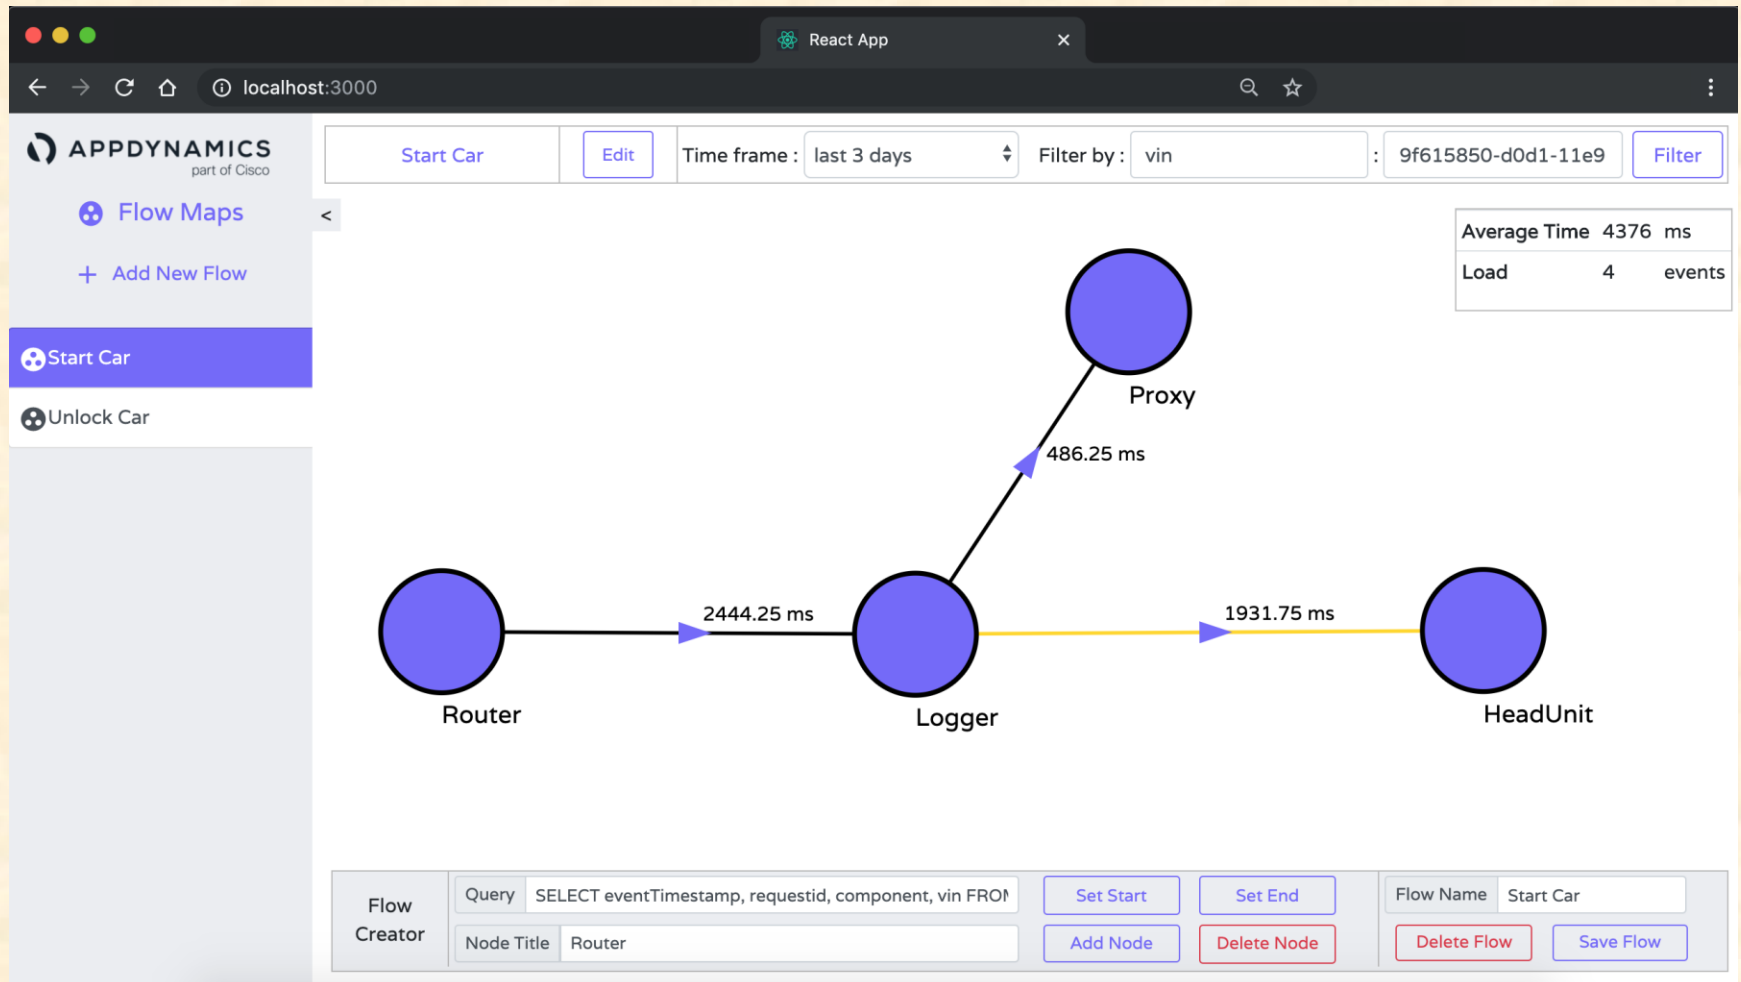 React App
localhost:3000
APPDYNAMICS
part of Cisco
Flow Maps
+ Add New Flow
Start Car
Unlock Car
Start Car Edit Time frame : last 3 days Filter by : vin : 9f615850-d0d1-11e9 Filter
<
Average Time 4376 ms
Load 4 events
Proxy
486.25 ms
2444.25 ms
1931.75 ms
Router
Logger
HeadUnit
Flow Creator
Query SELECT eventTimestamp, requestid, component, vin FROM
Node Title Router
Set Start Set End
Add Node Delete Node
Flow Name Start Car
Delete Flow Save Flow